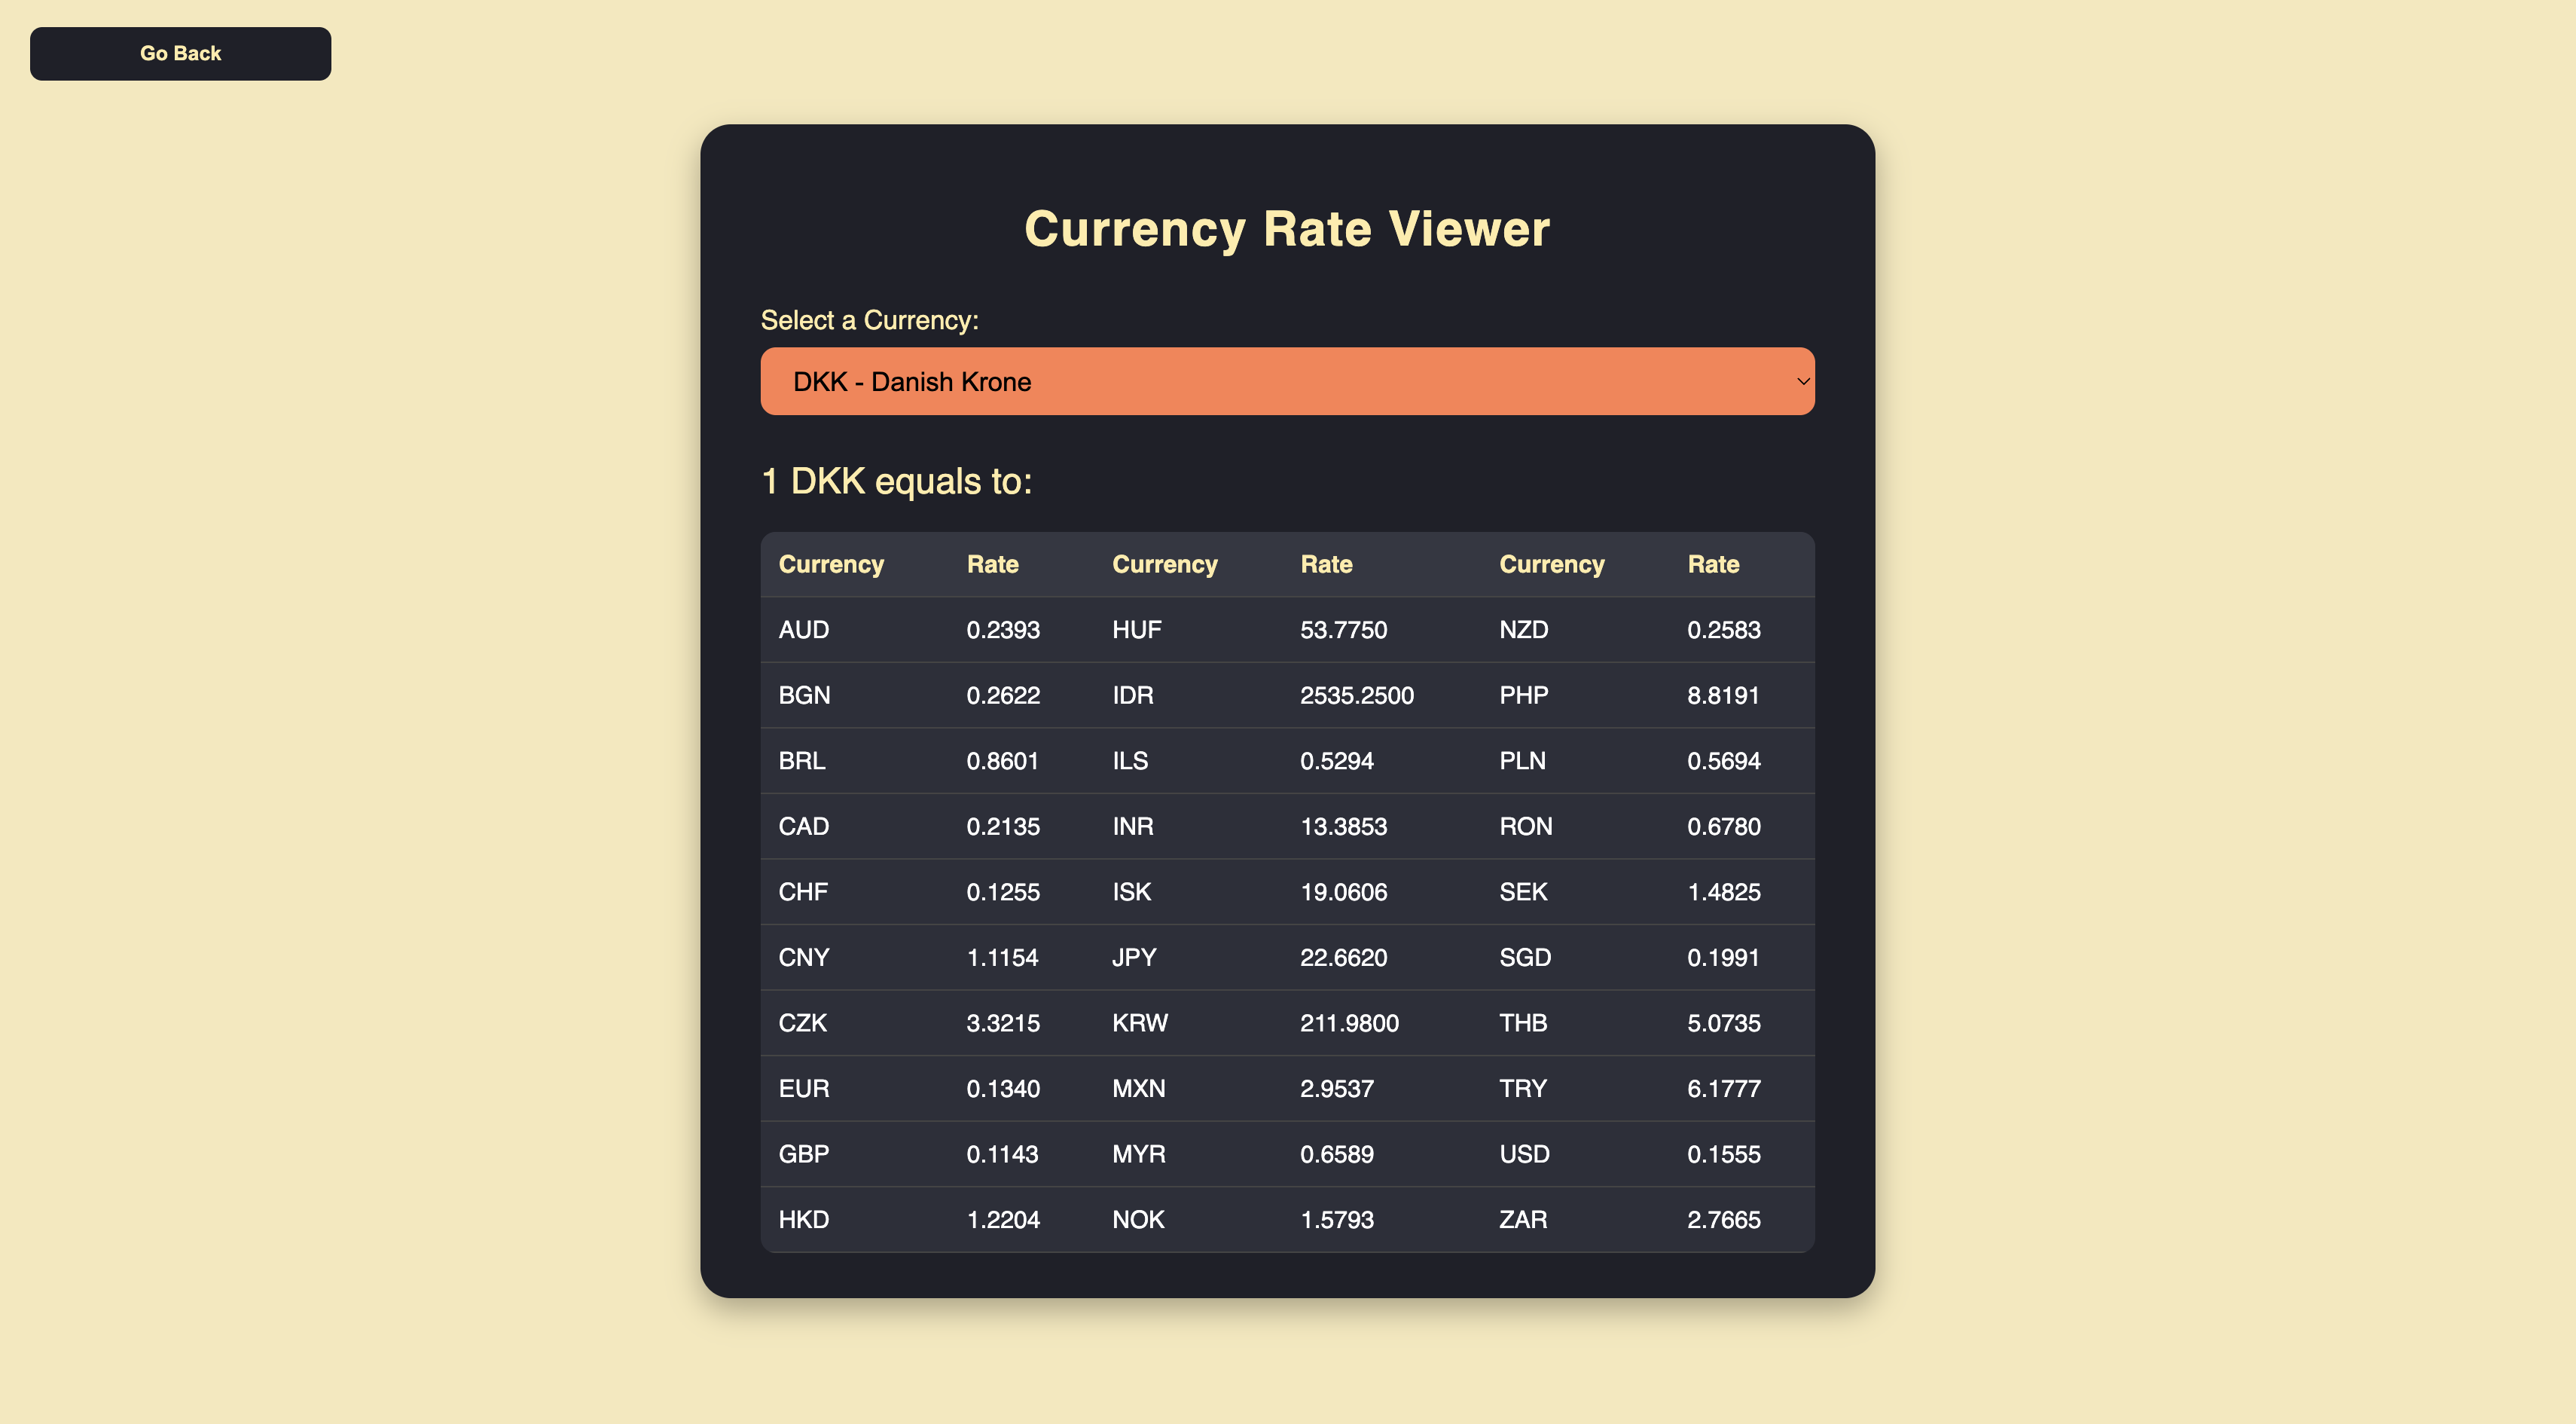 Go Back
Currency Rate Viewer
Select a Currency:
DKK - Danish Krone
1 DKK equals to:
Currency Rate Currency Rate Currency Rate
AUD 0.2393 HUF 53.7750 NZD 0.2583
BGN 0.2622 IDR 2535.2500 PHP 8.8191
BRL 0.8601 ILS 0.5294 PLN 0.5694
CAD 0.2135 INR 13.3853 RON 0.6780
CHF 0.1255 ISK 19.0606 SEK 1.4825
CNY 1.1154 JPY 22.6620 SGD 0.1991
CZK 3.3215 KRW 211.9800 THB 5.0735
EUR 0.1340 MXN 2.9537 TRY 6.1777
GBP 0.1143 MYR 0.6589 USD 0.1555
HKD 1.2204 NOK 1.5793 ZAR 2.7665